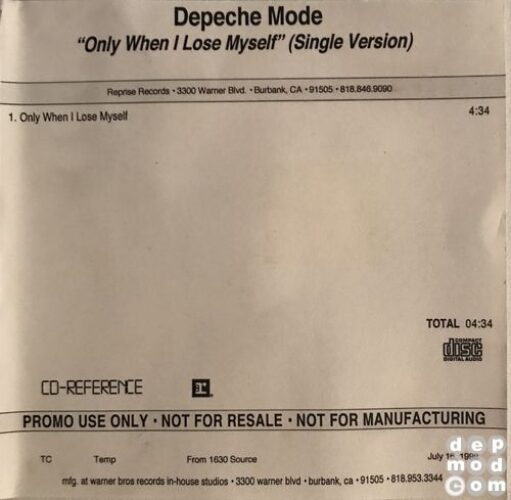 Depeche Mode
"Only When I Lose Myself" (Single Version)
Reprise Records • 3300 Warner Blvd. • Burbank, CA • 91505 • 818.846.9090
1. Only When I Lose Myself 4:34
TOTAL 04:34
COMPACT
disc
DIGITAL AUDIO
CO-REFERENCE r
PROMO USE ONLY • NOT FOR RESALE • NOT FOR MANUFACTURING
TC Temp From 1630 Source July
mfg. at warner bros records in-house studios • 3300 warner blvd • burbank, ca • 91505 • 818.953.3344
dep
mod
com